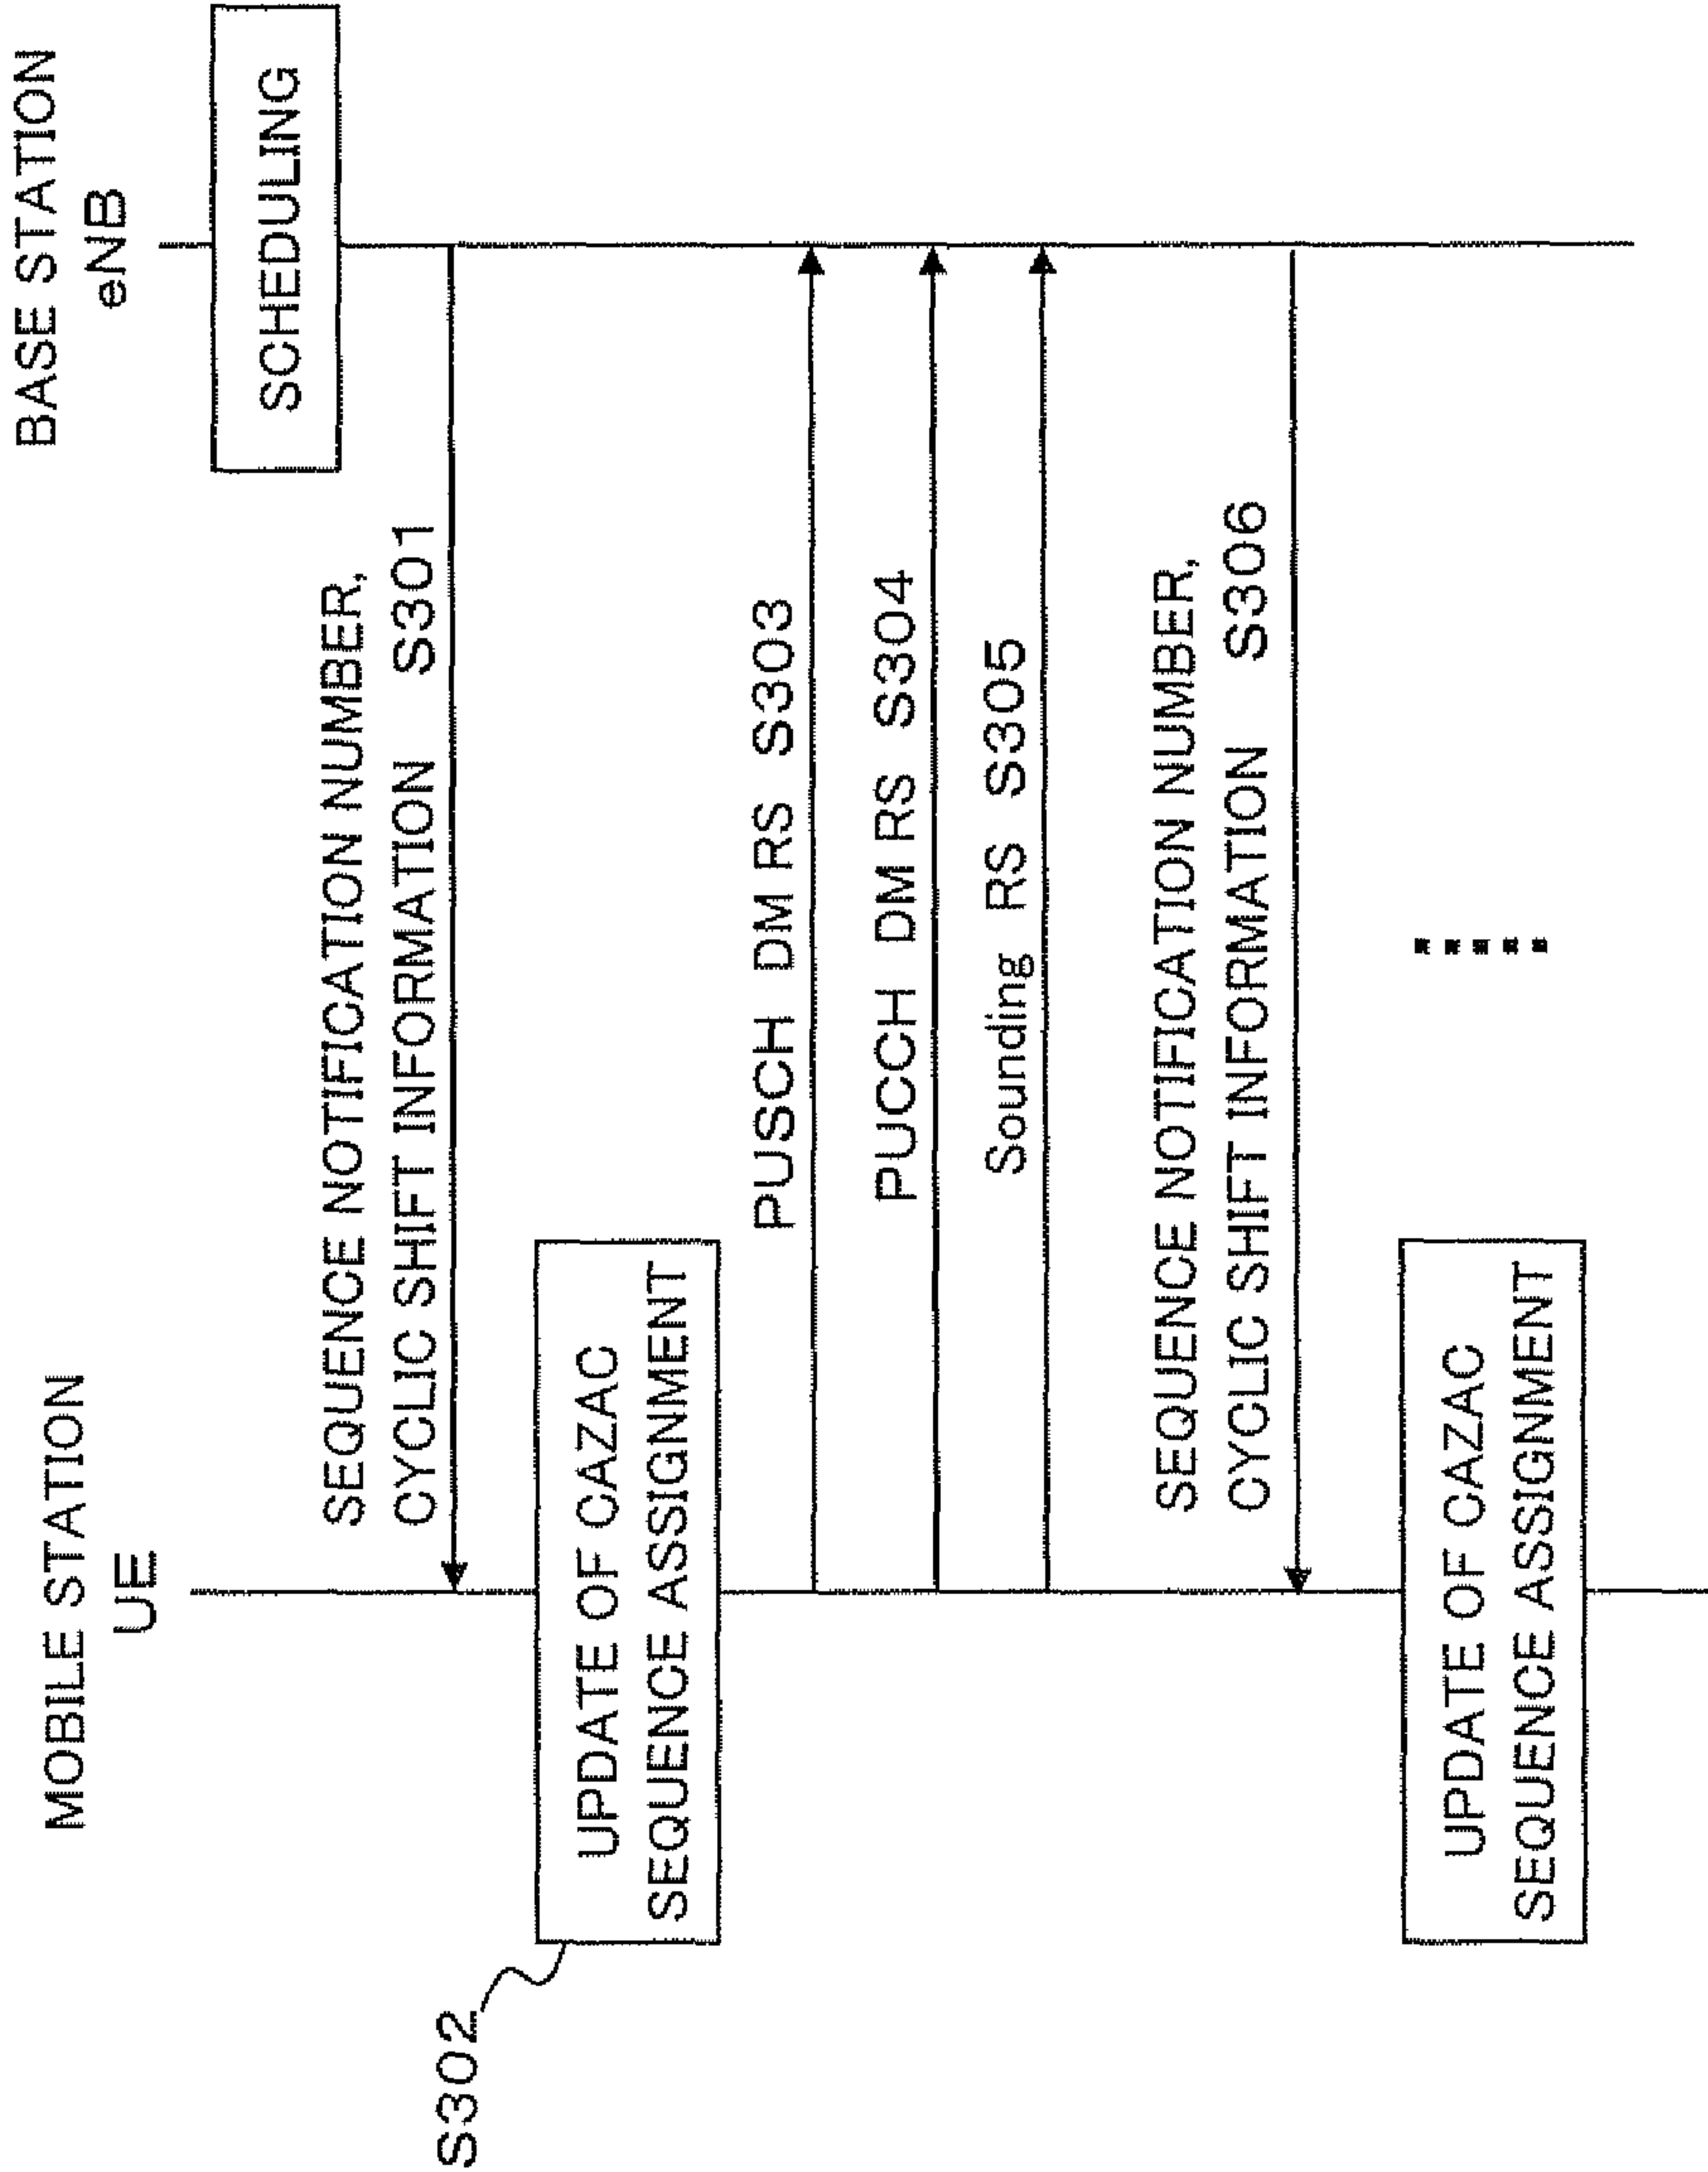 MOBILE STATION
UE
BASE STATION
eNB
SCHEDULING
SEQUENCE NOTIFICATION NUMBER,
CYCLIC SHIFT INFORMATION S301
S302
UPDATE OF CAZAC
SEQUENCE ASSIGNMENT
PUSCH DM RS S303
PUCCH DM RS S304
Sounding RS S305
SEQUENCE NOTIFICATION NUMBER,
CYCLIC SHIFT INFORMATION S306
UPDATE OF CAZAC
SEQUENCE ASSIGNMENT